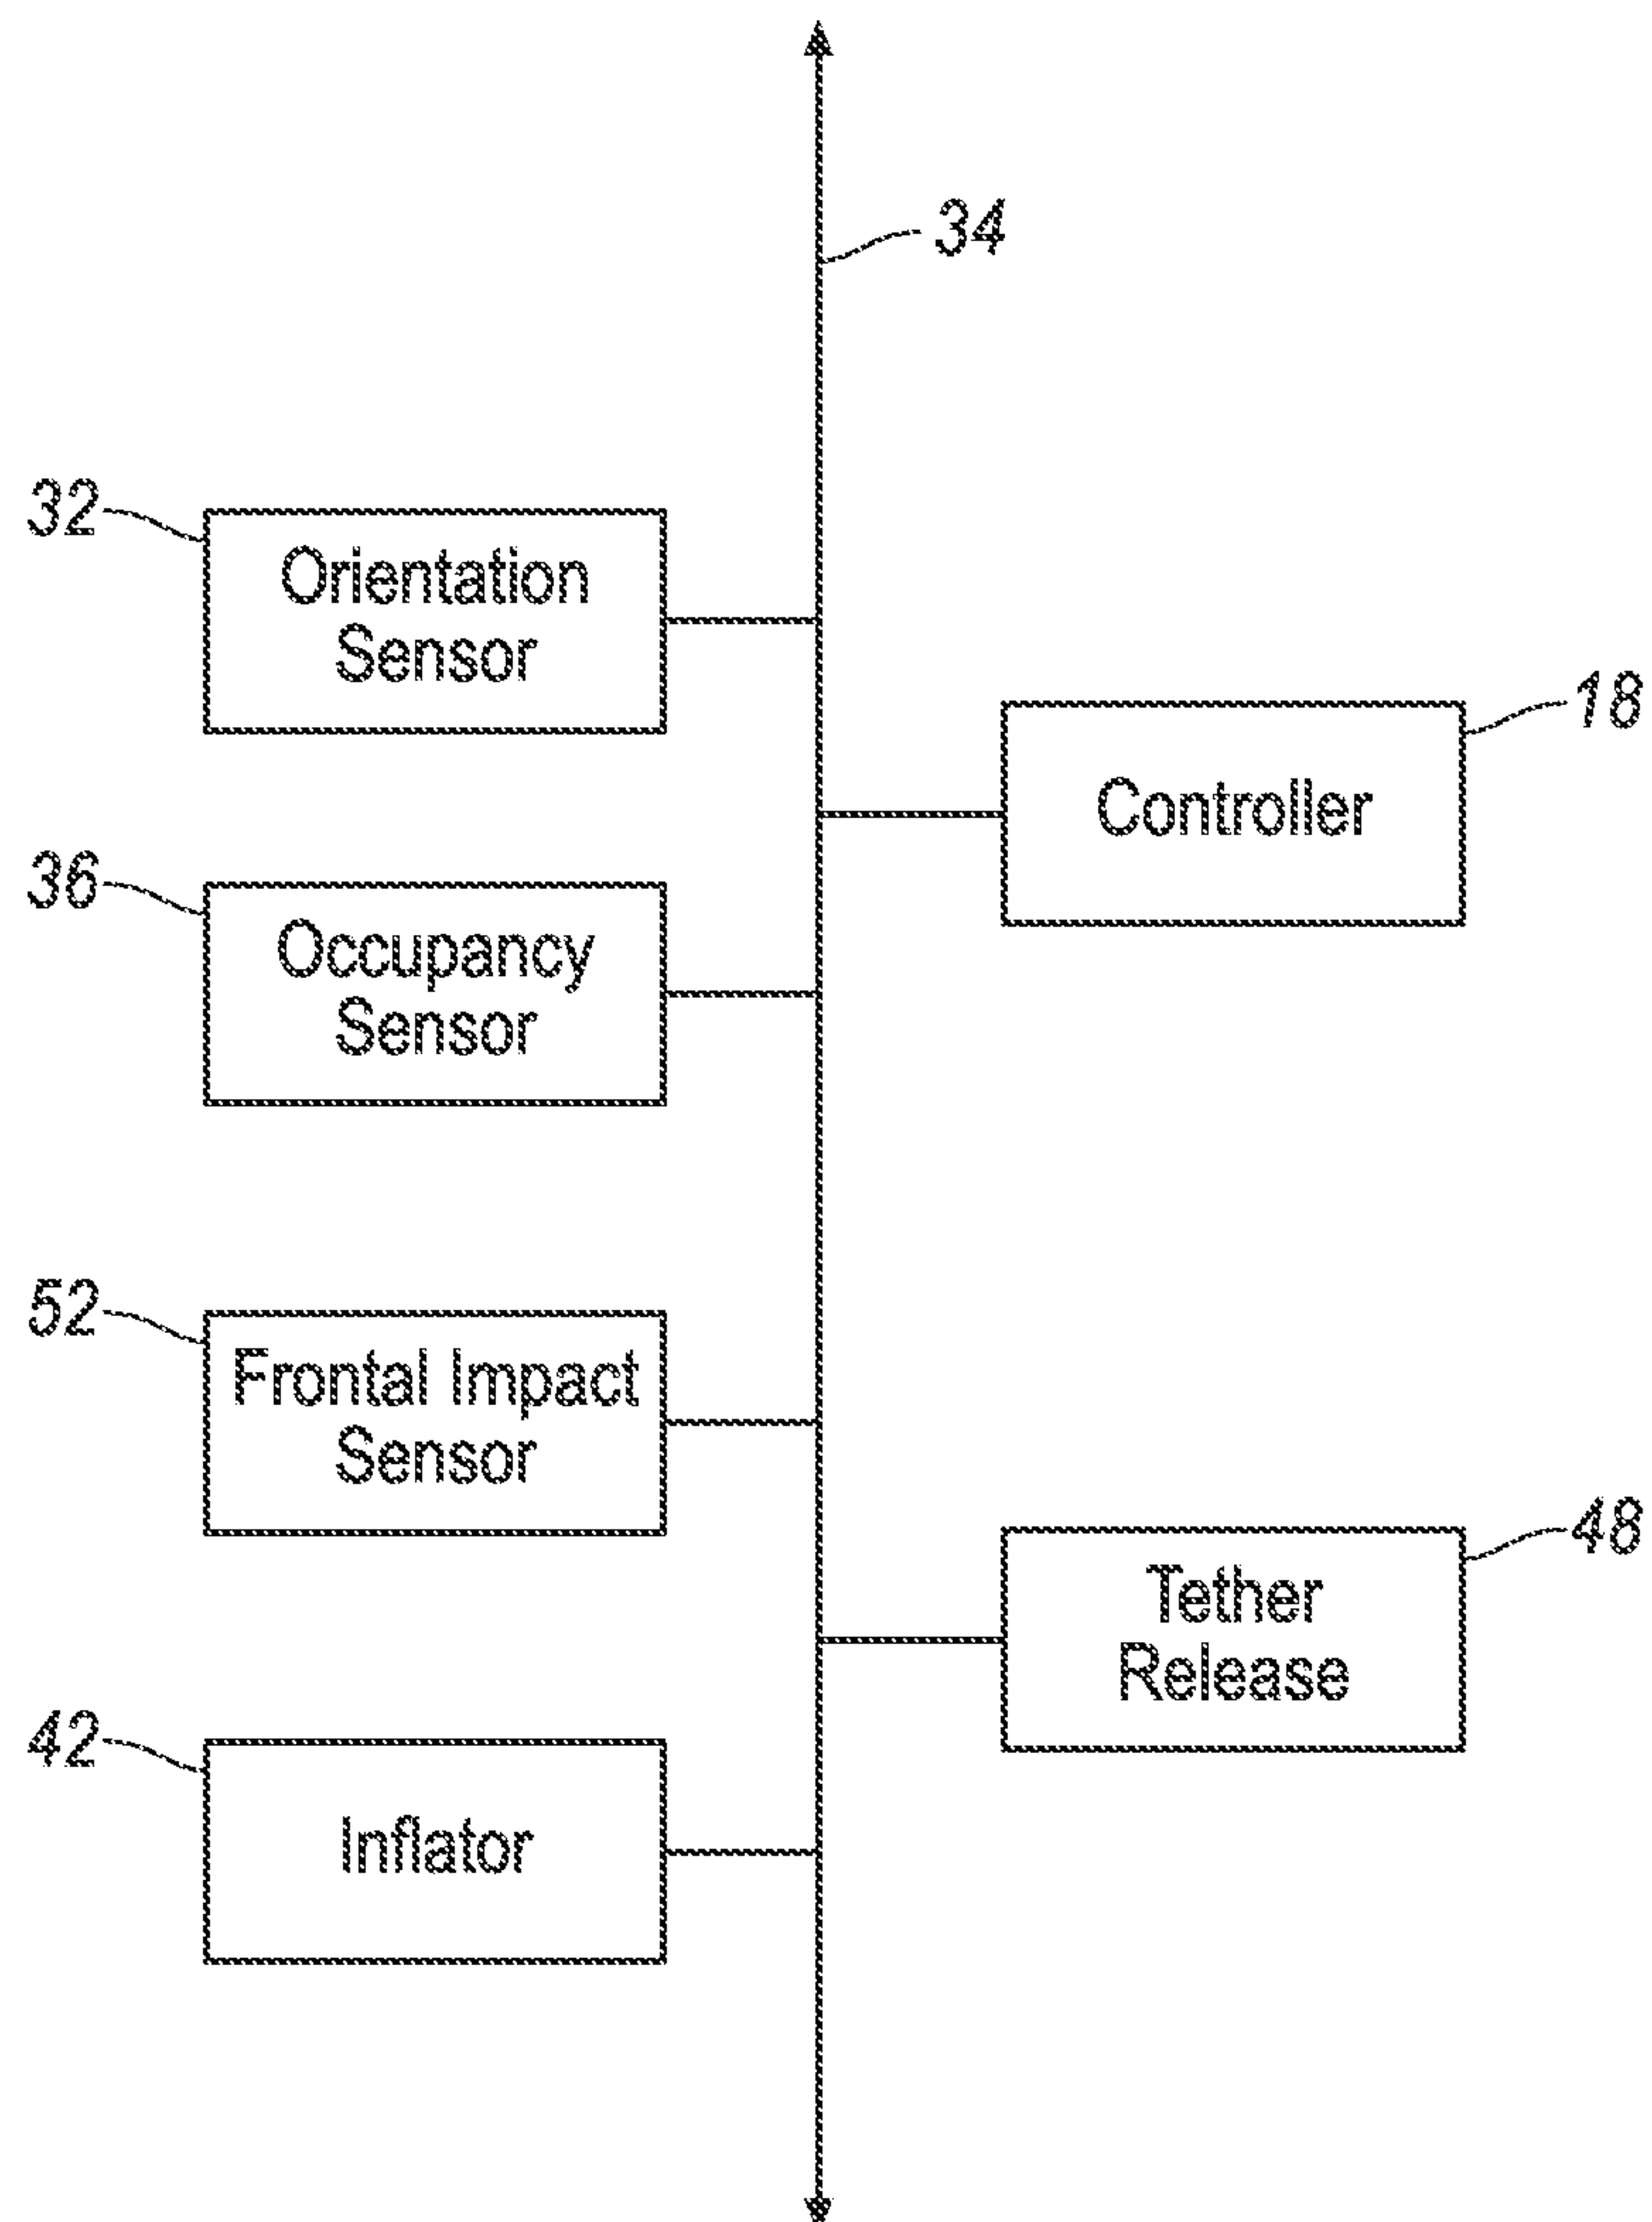 34
32
Orientation
Sensor
18
Controller
36
Occupancy
Sensor
52
Frontal Impact
Sensor
48
Tether
Release
42
Inflator